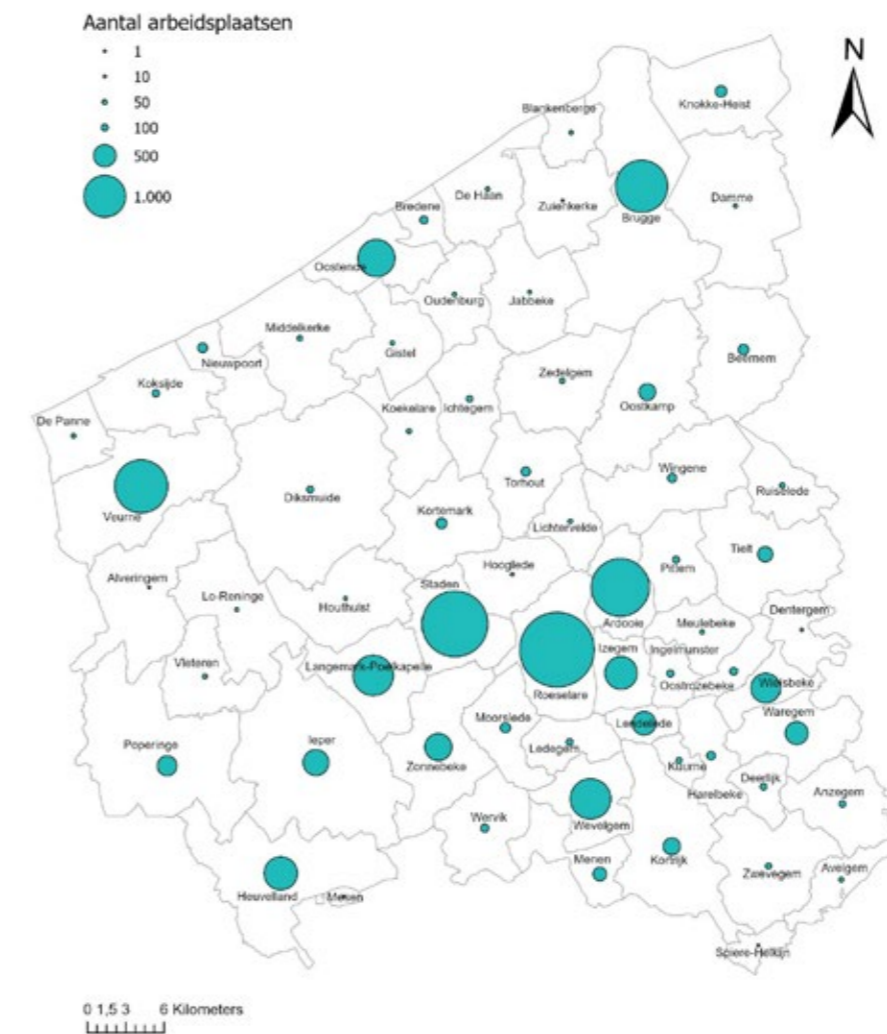 Aantal arbeidsplaatsen
1
10
50
100
500
1.000
N
Knokke-Heist
Blankenberge
De Haan
Zuienkerke
Damme
Bredene
Brugge
Oostende
Oudenburg
Jabbeke
Middelkerke
Gistel
Nieuwpoort
Beernem
Koksijde
Zedelgem
Koekelare
Ichtegem
Oostkamp
De Panne
Wingene
Torhout
Ruiselede
Diksmuide
Veurne
Kortemark
Lichtervelde
Tielt
Hooglede
Pittem
Alveringem
Staden
Lo-Reninge
Houthulst
Dentergem
Ardooie
Meulebeke
Izegem
Ingelmunster
Vleteren
Langemark-Poelkapelle
Oostrozebeke
Wielsbeke
Roeselare
Waregem
Moorslede
Lendelede
Ieper
Poperinge
Ledegem
Zonnebeke
Kuurne
Deerlijk
Harelbeke
Anzegem
Wervik
Wevelgem
Menen
Kortrijk
Zwevegem
Avelgem
Heuvelland
Mesen
Spiere-Helkijn
0 1,5 3 6 Kilometers